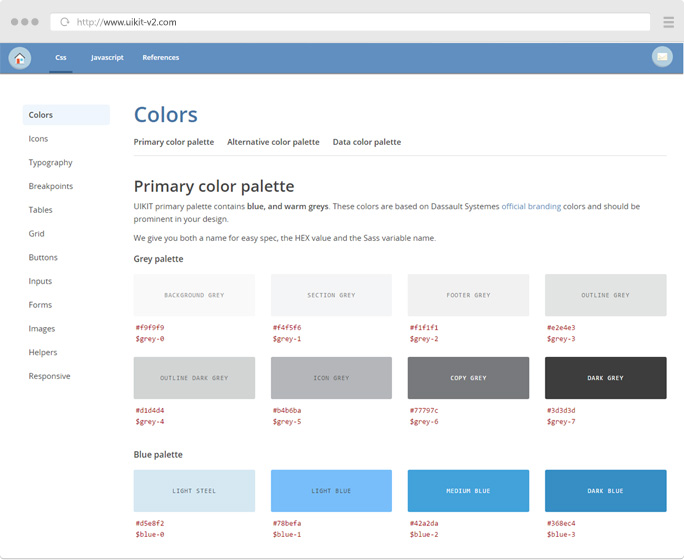 http://www.uikit-v2.com
Css Javascript References
Colors
Icons
Typography
Breakpoints
Tables
Grid
Buttons
Inputs
Forms
Images
Helpers
Responsive
Colors
Primary color palette Alternative color palette Data color palette
Primary color palette
UIKIT primary palette contains blue, and warm greys. These colors are based on Dassault Systemes official branding colors and should be
prominent in your design.
We give you both a name for easy spec, the HEX value and the Sass variable name.
Grey palette
BACKGROUND GREY SECTION GREY FOOTER GREY OUTLINE GREY
#f9f9f9 #f4f5f6 #f1f1f1 #e2e4e3
$grey-0 $grey-1 $grey-2 $grey-3
OUTLINE DARK GREY ICON GREY COPY GREY DARK GREY
#d1d4d4 #b4b6ba #77797c #3d3d3d
$grey-4 $grey-5 $grey-6 $grey-7
Blue palette
LIGHT STEEL LIGHT BLUE MEDIUM BLUE DARK BLUE
#d5e8f2 #78befa #42a2da #368ec4
$blue-0 $blue-1 $blue-2 $blue-3